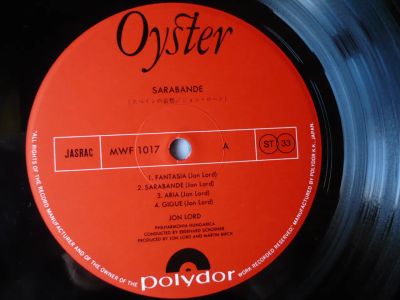 Oyster
SARABANDE
JASRAC MWF 1017 A ST 33
1. FANTASIA (Jon Lord)
2. SARABANDE (Jon Lord)
3. ARIA (Jon Lord)
4. GIGUE (Jon Lord)
JON LORD
PHILHARMONIA HUNGARICA
CONDUCTED BY EBERHARD SCHOENER
PRODUCED BY JON LORD AND MARTIN BIRCH
"ALL RIGHTS OF THE RECORD MANUFACTURER AND OF THE OWNER OF THE
WORK RECORDED RESERVED" MANUFACTURED BY POLYDOR K.K., JAPAN.
polydor